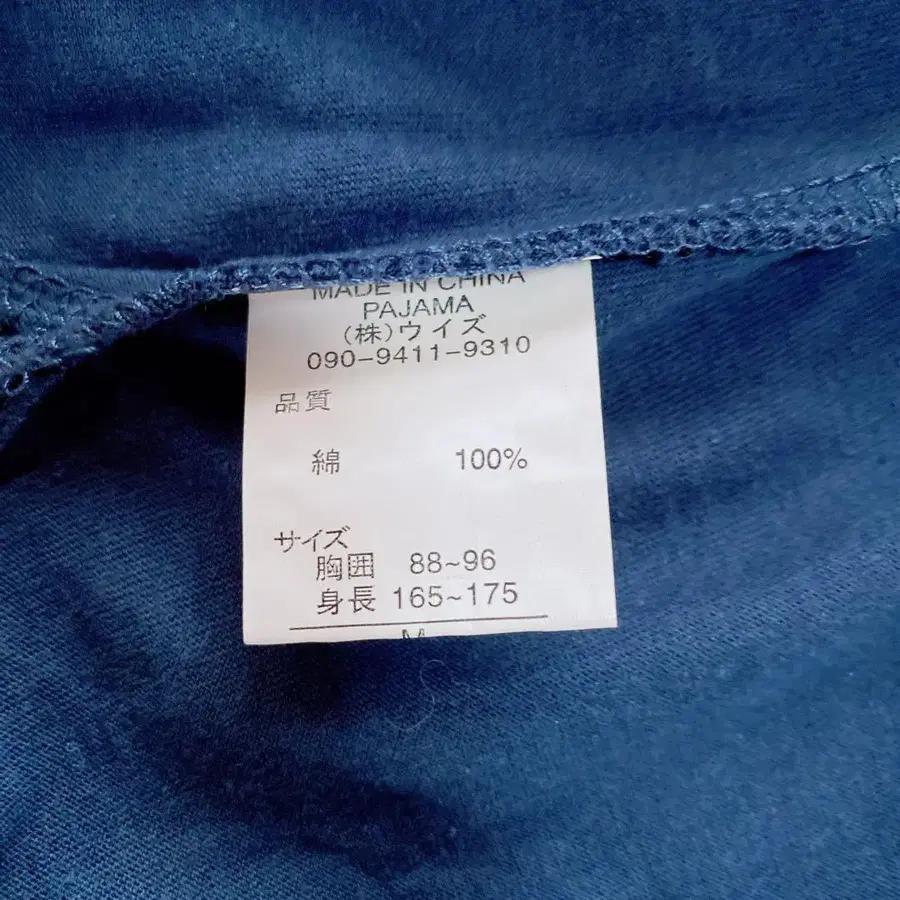 MADE IN CHINA
PAJAMA
(株)ウイズ
090-9411-9310
品質
綿 100%
サイズ
胸囲 88~96
身長 165~175
M